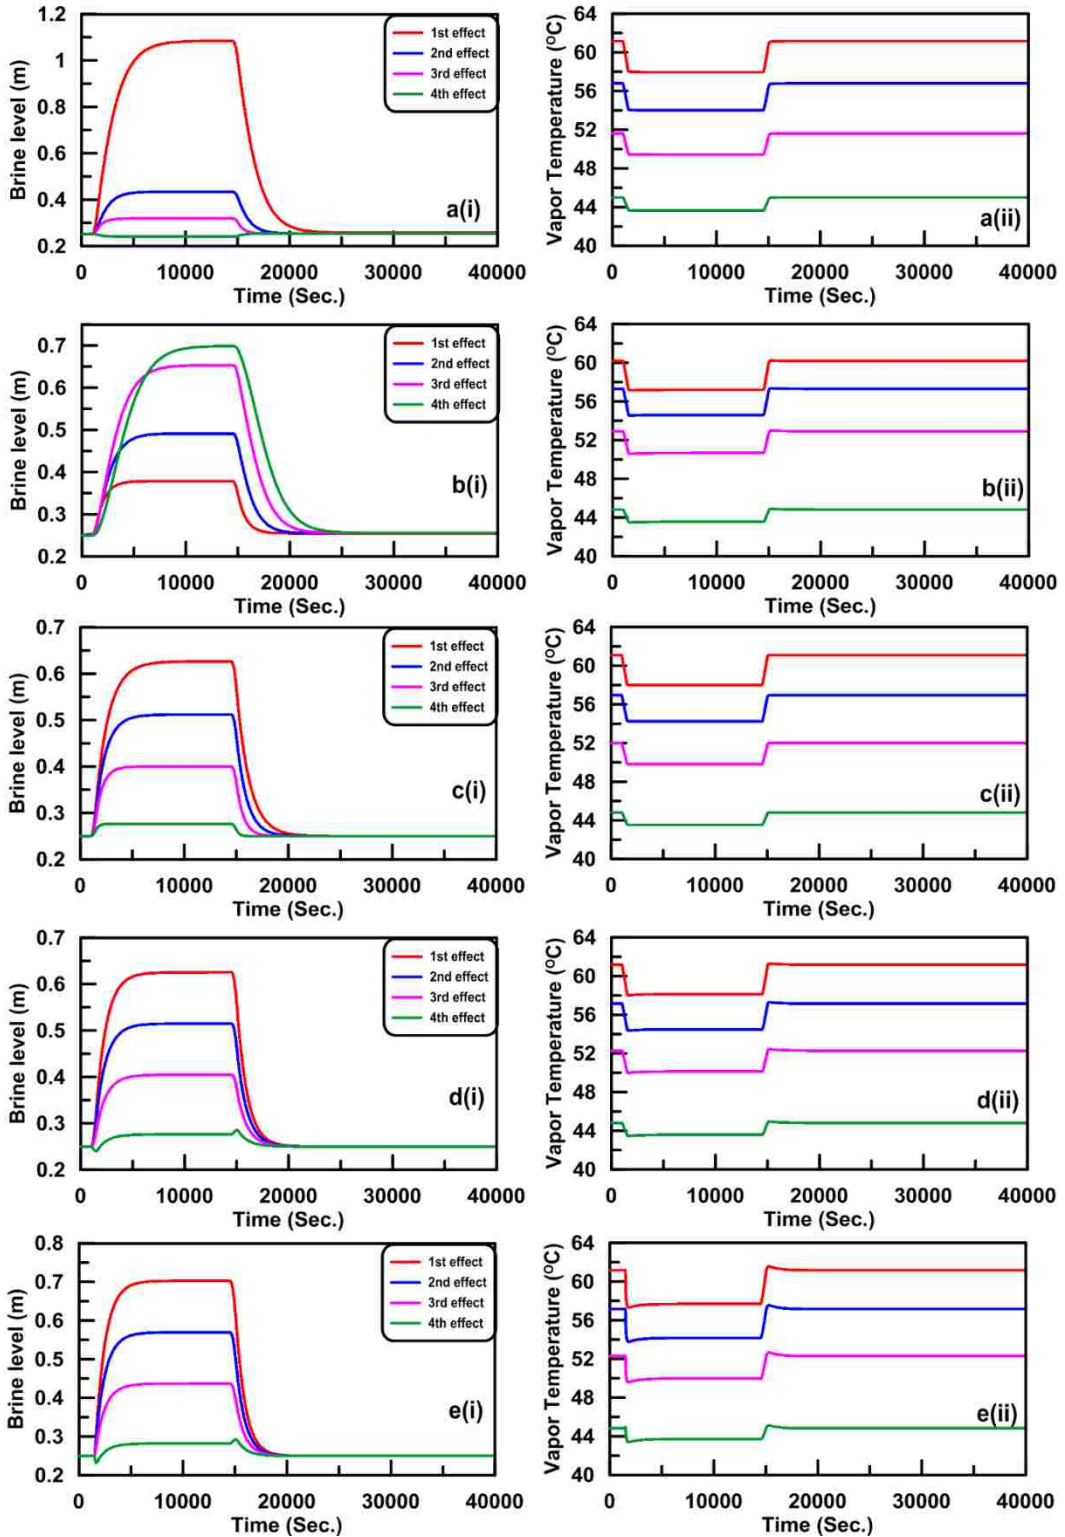 Brine level (m)
1.2
1
0.8
0.6
0.4
0.2
1st effect
2nd effect
3rd effect
4th effect
a(i)
0 10000 20000 30000 40000
Time (Sec.)
Vapor Temperature (ᴼC)
64
60
56
52
48
44
40
a(ii)
0 10000 20000 30000 40000
Time (Sec.)
Brine level (m)
0.7
0.6
0.5
0.4
0.3
0.2
1st effect
2nd effect
3rd effect
4th effect
b(i)
0 10000 20000 30000 40000
Time (Sec.)
Vapor Temperature (ᴼC)
64
60
56
52
48
44
40
b(ii)
0 10000 20000 30000 40000
Time (Sec.)
Brine level (m)
0.7
0.6
0.5
0.4
0.3
0.2
1st effect
2nd effect
3rd effect
4th effect
c(i)
0 10000 20000 30000 40000
Time (Sec.)
Vapor Temperature (ᴼC)
64
60
56
52
48
44
40
c(ii)
0 10000 20000 30000 40000
Time (Sec.)
Brine level (m)
0.7
0.6
0.5
0.4
0.3
0.2
1st effect
2nd effect
3rd effect
4th effect
d(i)
0 10000 20000 30000 40000
Time (Sec.)
Vapor Temperature (ᴼC)
64
60
56
52
48
44
40
d(ii)
0 10000 20000 30000 40000
Time (Sec.)
Brine level (m)
0.8
0.7
0.6
0.5
0.4
0.3
0.2
1st effect
2nd effect
3rd effect
4th effect
e(i)
0 10000 20000 30000 40000
Time (Sec.)
Vapor Temperature (ᴼC)
64
60
56
52
48
44
40
e(ii)
0 10000 20000 30000 40000
Time (Sec.)